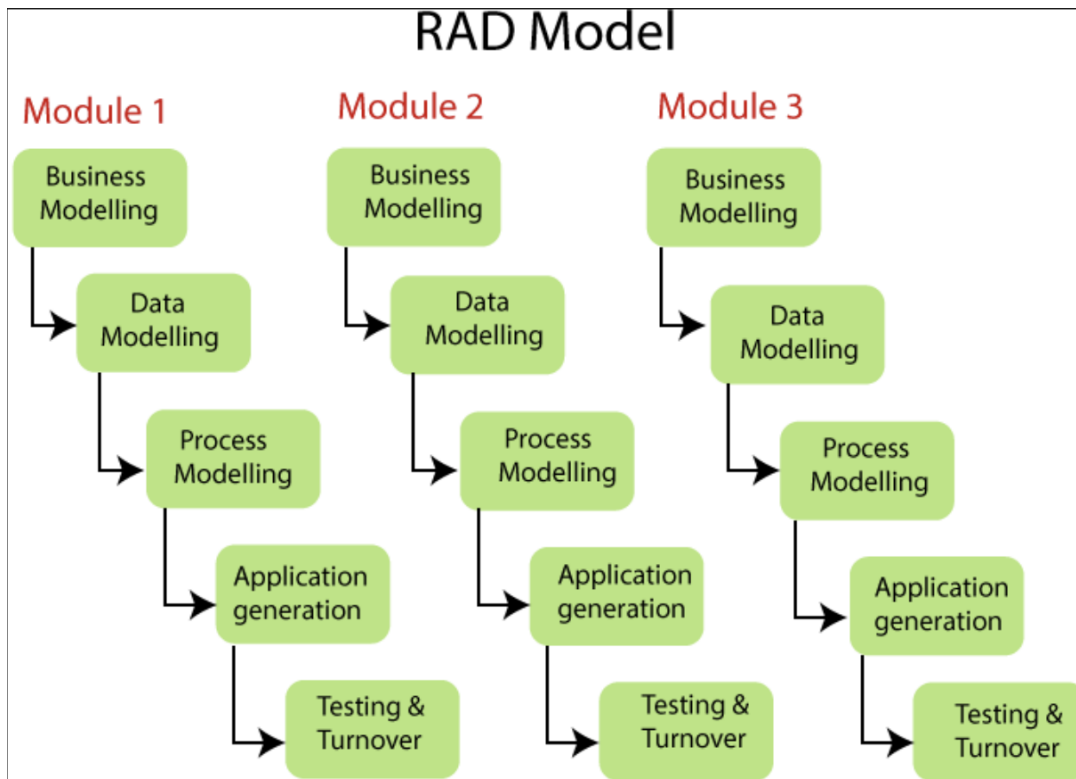 RAD Model
Module 1
Business
Modelling
Data
Modelling
Process
Modelling
Application
generation
Testing &
Turnover
Module 2
Business
Modelling
Data
Modelling
Process
Modelling
Application
generation
Testing &
Turnover
Module 3
Business
Modelling
Data
Modelling
Process
Modelling
Application
generation
Testing &
Turnover